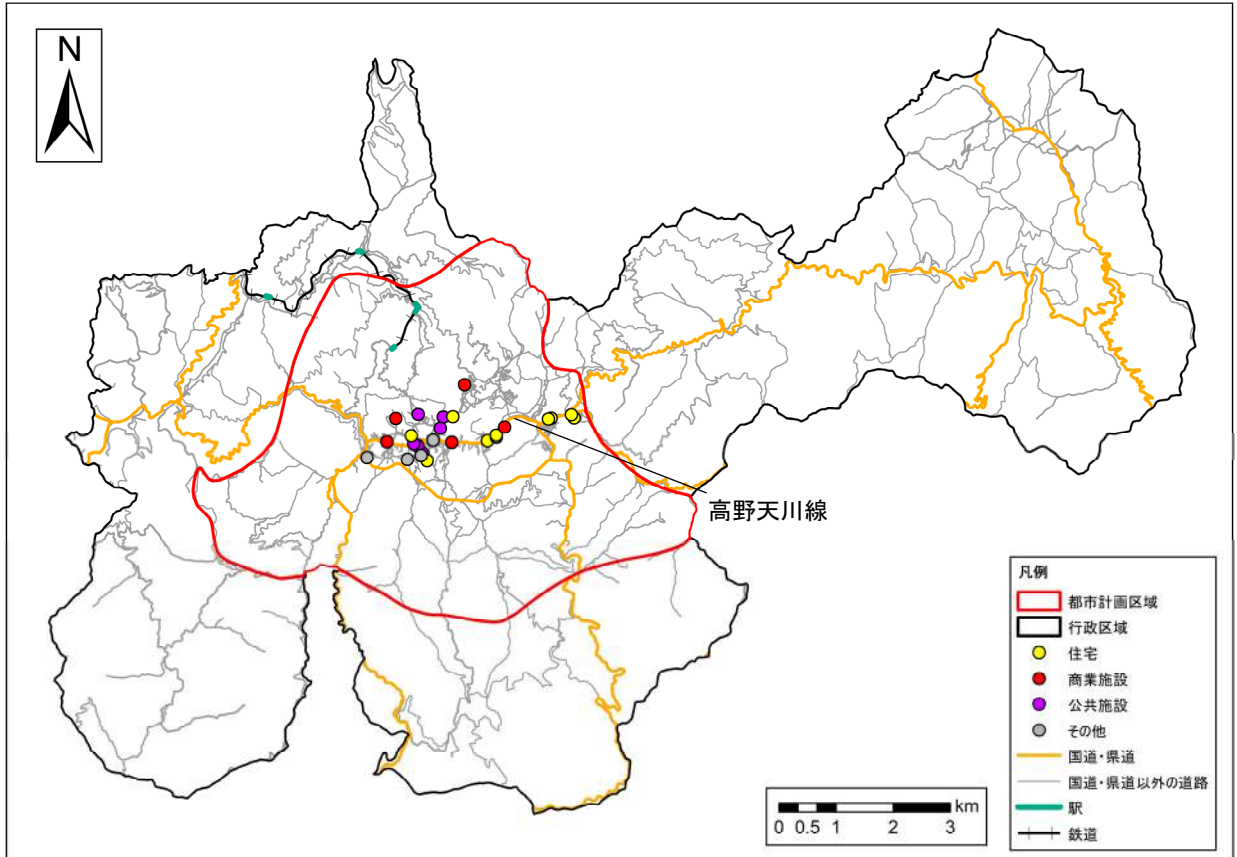 N
高野天川線
凡例
都市計画区域
行政区域
住宅
商業施設
公共施設
その他
国道・県道
国道・県道以外の道路
駅
鉄道
km
0 0.5 1 2 3